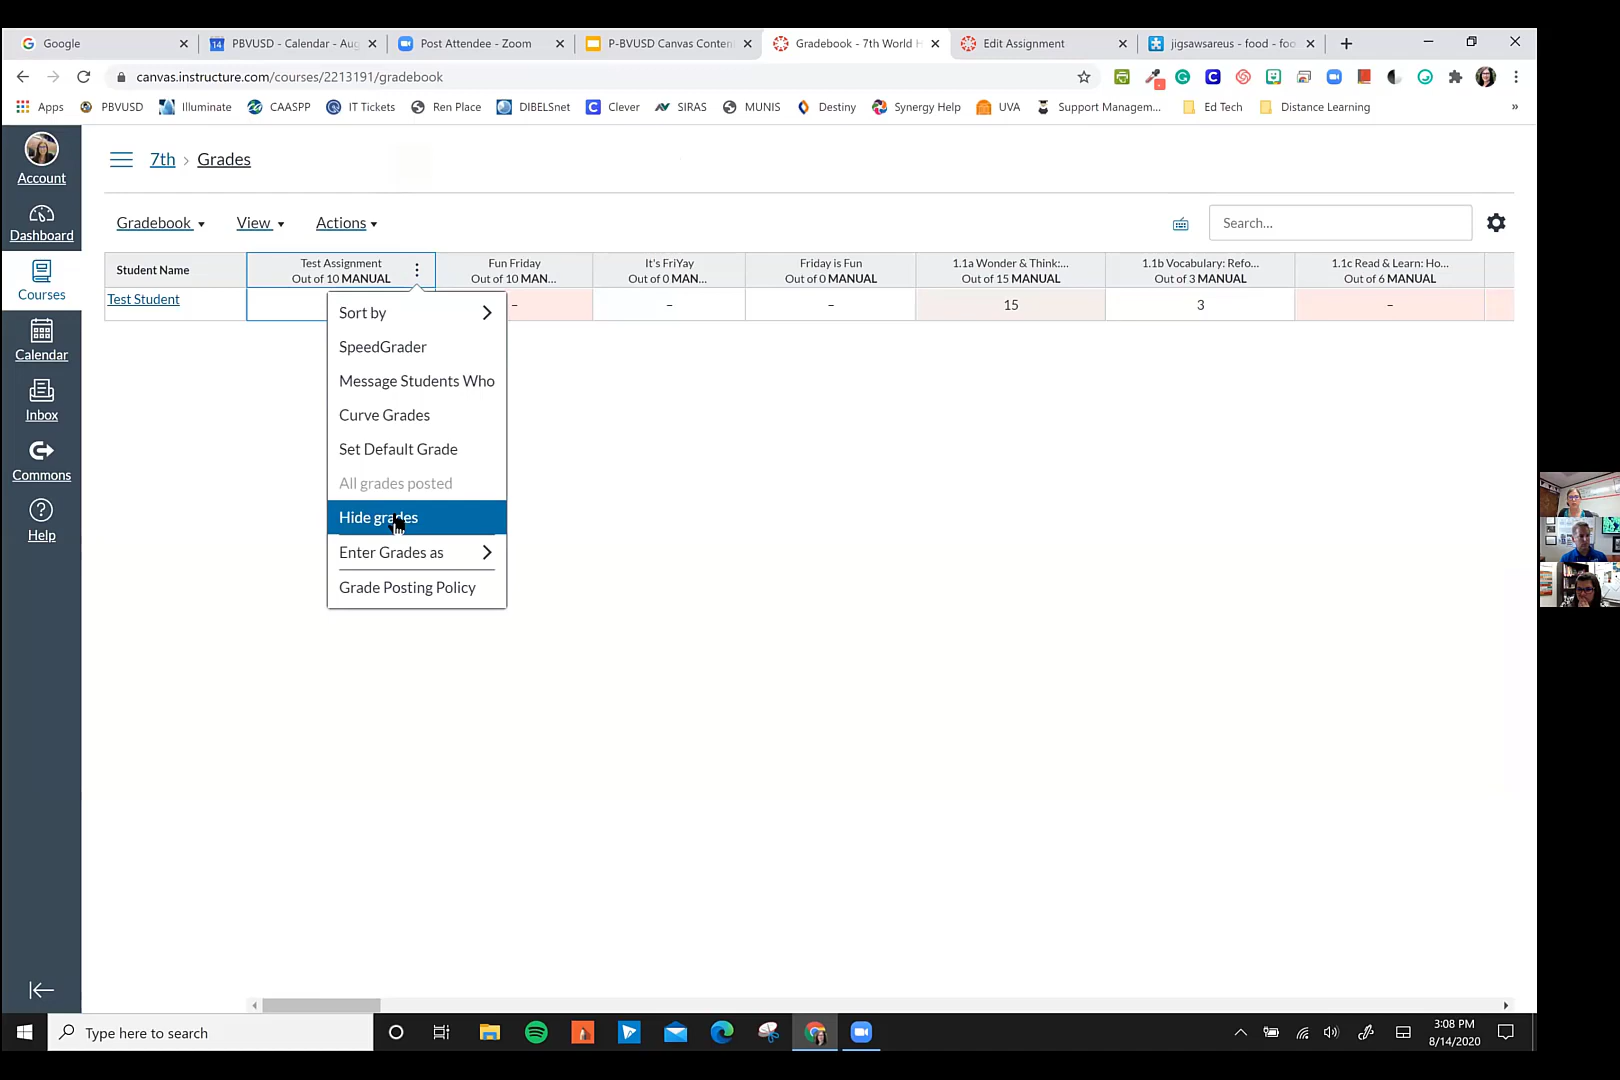 Google
14
PBVUSD - Calendar - Aug
Post Attendee - Zoom
P-BVUSD Canvas Conten
Gradebook - 7th World H
Edit Assignment
jigsawsareus - food - foo
canvas.instructure.com/courses/2213191/gradebook
Apps
PBVUSD
Illuminate
CAASPP
IT Tickets
Ren Place
DIBELSnet
Clever
SIRAS
MUNIS
Destiny
Synergy Help
UVA
Support Managem...
Ed Tech
Distance Learning
»
Account
Dashboard
Courses
Calendar
Inbox
Commons
Help
7th › Grades
Gradebook
View
Actions
Search...
Student Name
Test Assignment
Out of 10 MANUAL
Fun Friday
Out of 10 MAN...
It's FriYay
Out of 0 MAN...
Friday is Fun
Out of 0 MANUAL
1.1a Wonder & Think:...
Out of 15 MANUAL
1.1b Vocabulary: Refo...
Out of 3 MANUAL
1.1c Read & Learn: Ho...
Out of 6 MANUAL
Test Student
–
–
–
15
3
–
Sort by
SpeedGrader
Message Students Who
Curve Grades
Set Default Grade
All grades posted
Hide grades
Enter Grades as
Grade Posting Policy
Type here to search
3:08 PM
8/14/2020